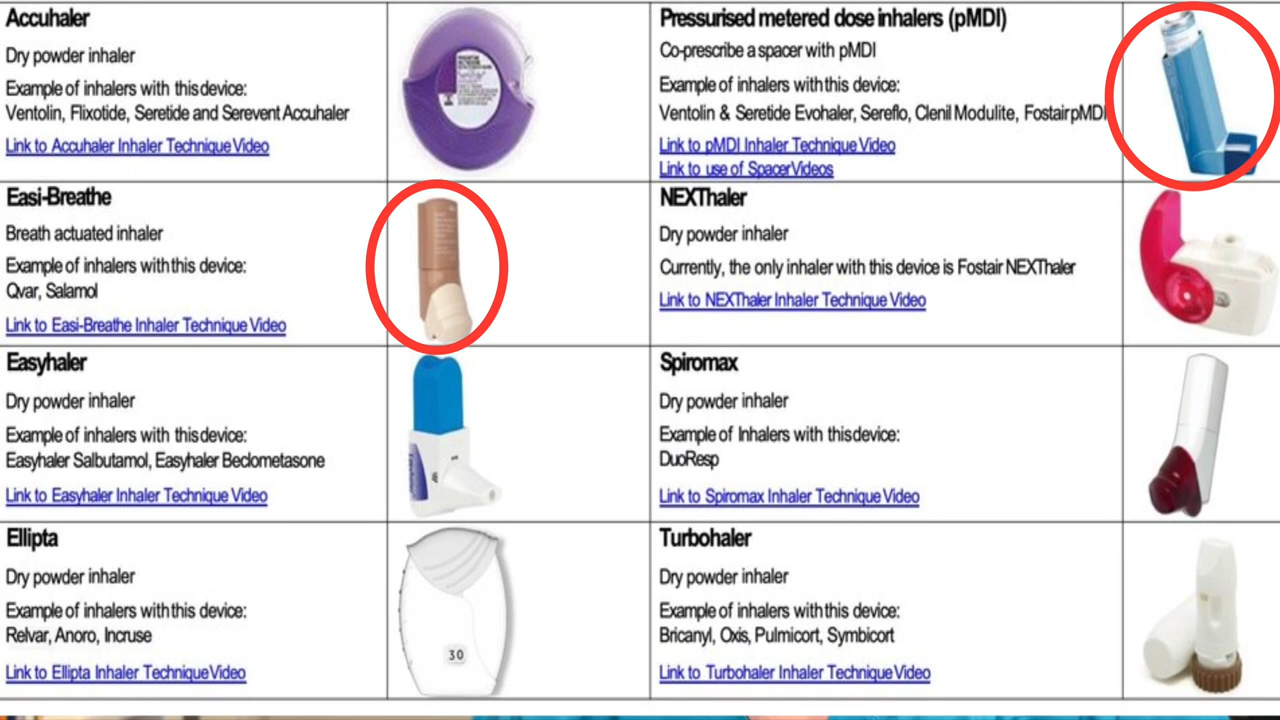 Accuhaler
Dry powder inhaler
Example of inhalers with this device:
Ventolin, Flixotide, Seretide and Serevent Accuhaler
Link to Accuhaler Inhaler Technique Video
Pressurised metered dose inhalers (pMDI)
Co-prescribe a spacer with pMDI
Example of inhalers with this device:
Ventolin & Seretide Evohaler, Sereflo, Clenil Modulite, Fostair pMDI
Link to pMDI Inhaler Technique Video
Link to use of Spacer Videos
Easi-Breathe
Breath actuated inhaler
Example of inhalers with this device:
Qvar, Salamol
Link to Easi-Breathe Inhaler Technique Video
NEXThaler
Dry powder inhaler
Currently, the only inhaler with this device is Fostair NEXThaler
Link to NEXThaler Inhaler Technique Video
Easyhaler
Dry powder inhaler
Example of inhalers with this device:
Easyhaler Salbutamol, Easyhaler Beclometasone
Link to Easyhaler Inhaler Technique Video
Spiromax
Dry powder inhaler
Example of Inhalers with this device:
DuoResp
Link to Spiromax Inhaler Technique Video
Ellipta
Dry powder inhaler
Example of inhalers with this device:
Relvar, Anoro, Incruse
Link to Ellipta Inhaler Technique Video
30
Turbohaler
Dry powder inhaler
Example of inhalers with this device:
Bricanyl, Oxis, Pulmicort, Symbicort
Link to Turbohaler Inhaler Technique Video